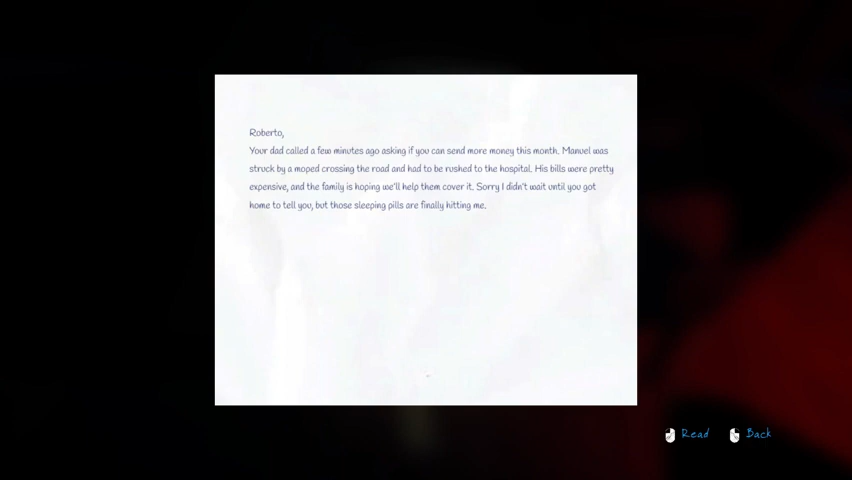 Roberto,
Your dad called a few minutes ago asking if you can send more money this month. Manuel was
struck by a moped crossing the road and had to be rushed to the hospital. His bills were pretty
expensive, and the family is hoping we'll help them cover it. Sorry I didn't wait until you got
home to tell you, but those sleeping pills are finally hitting me.
Read Back